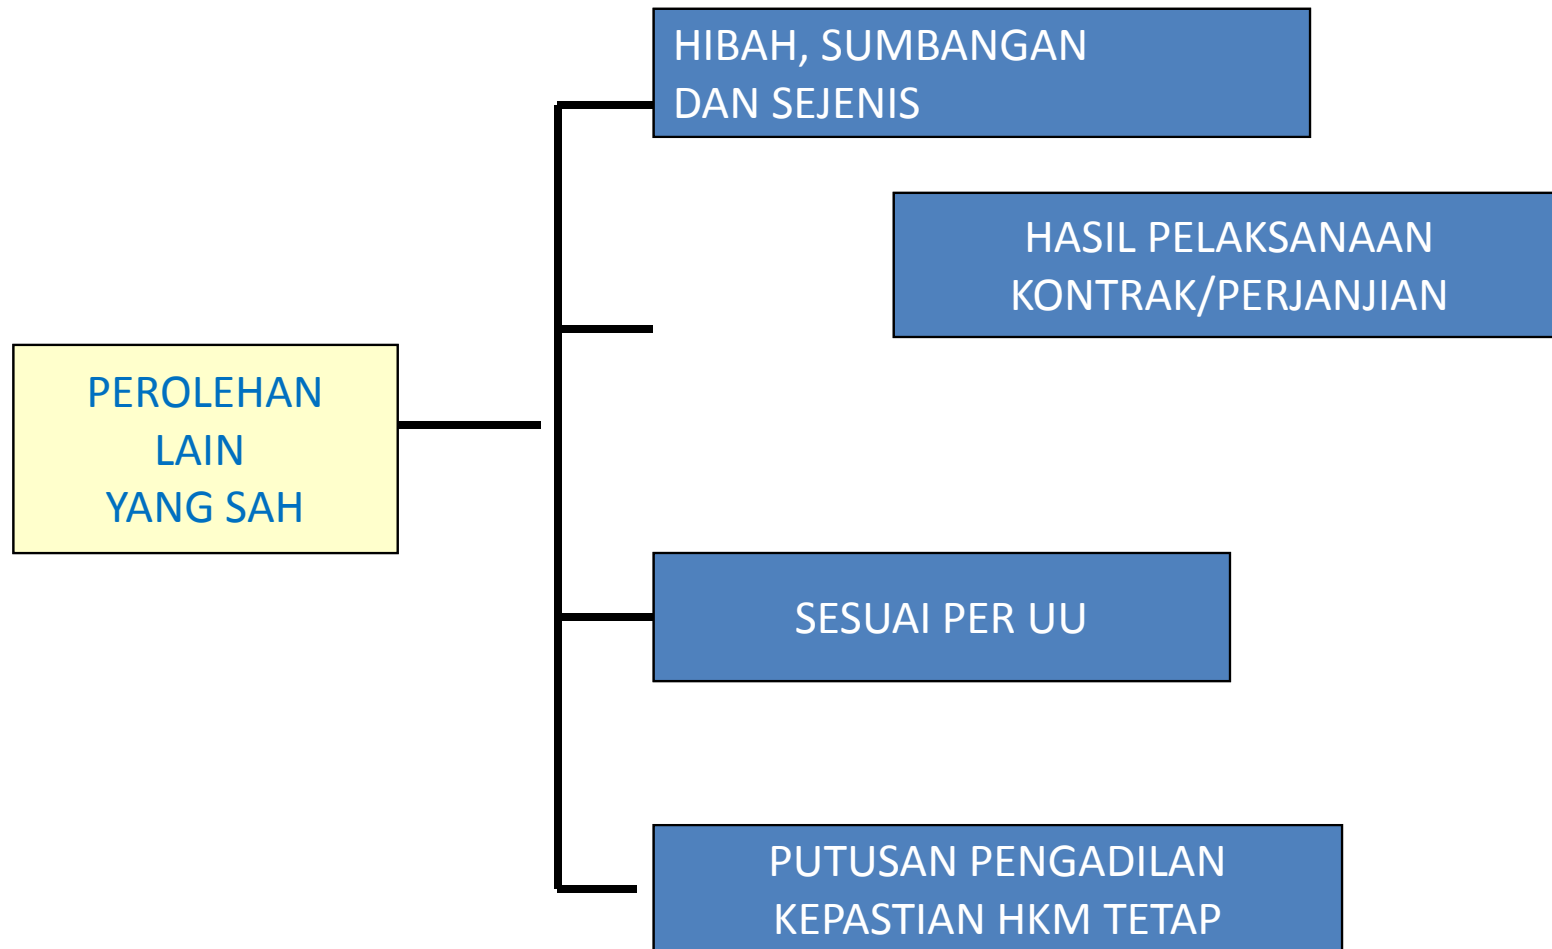 HIBAH, SUMBANGAN
DAN SEJENIS
HASIL PELAKSANAAN
KONTRAK/PERJANJIAN
PEROLEHAN
LAIN
YANG SAH
SESUAI PER UU
PUTUSAN PENGADILAN
KEPASTIAN HKM TETAP